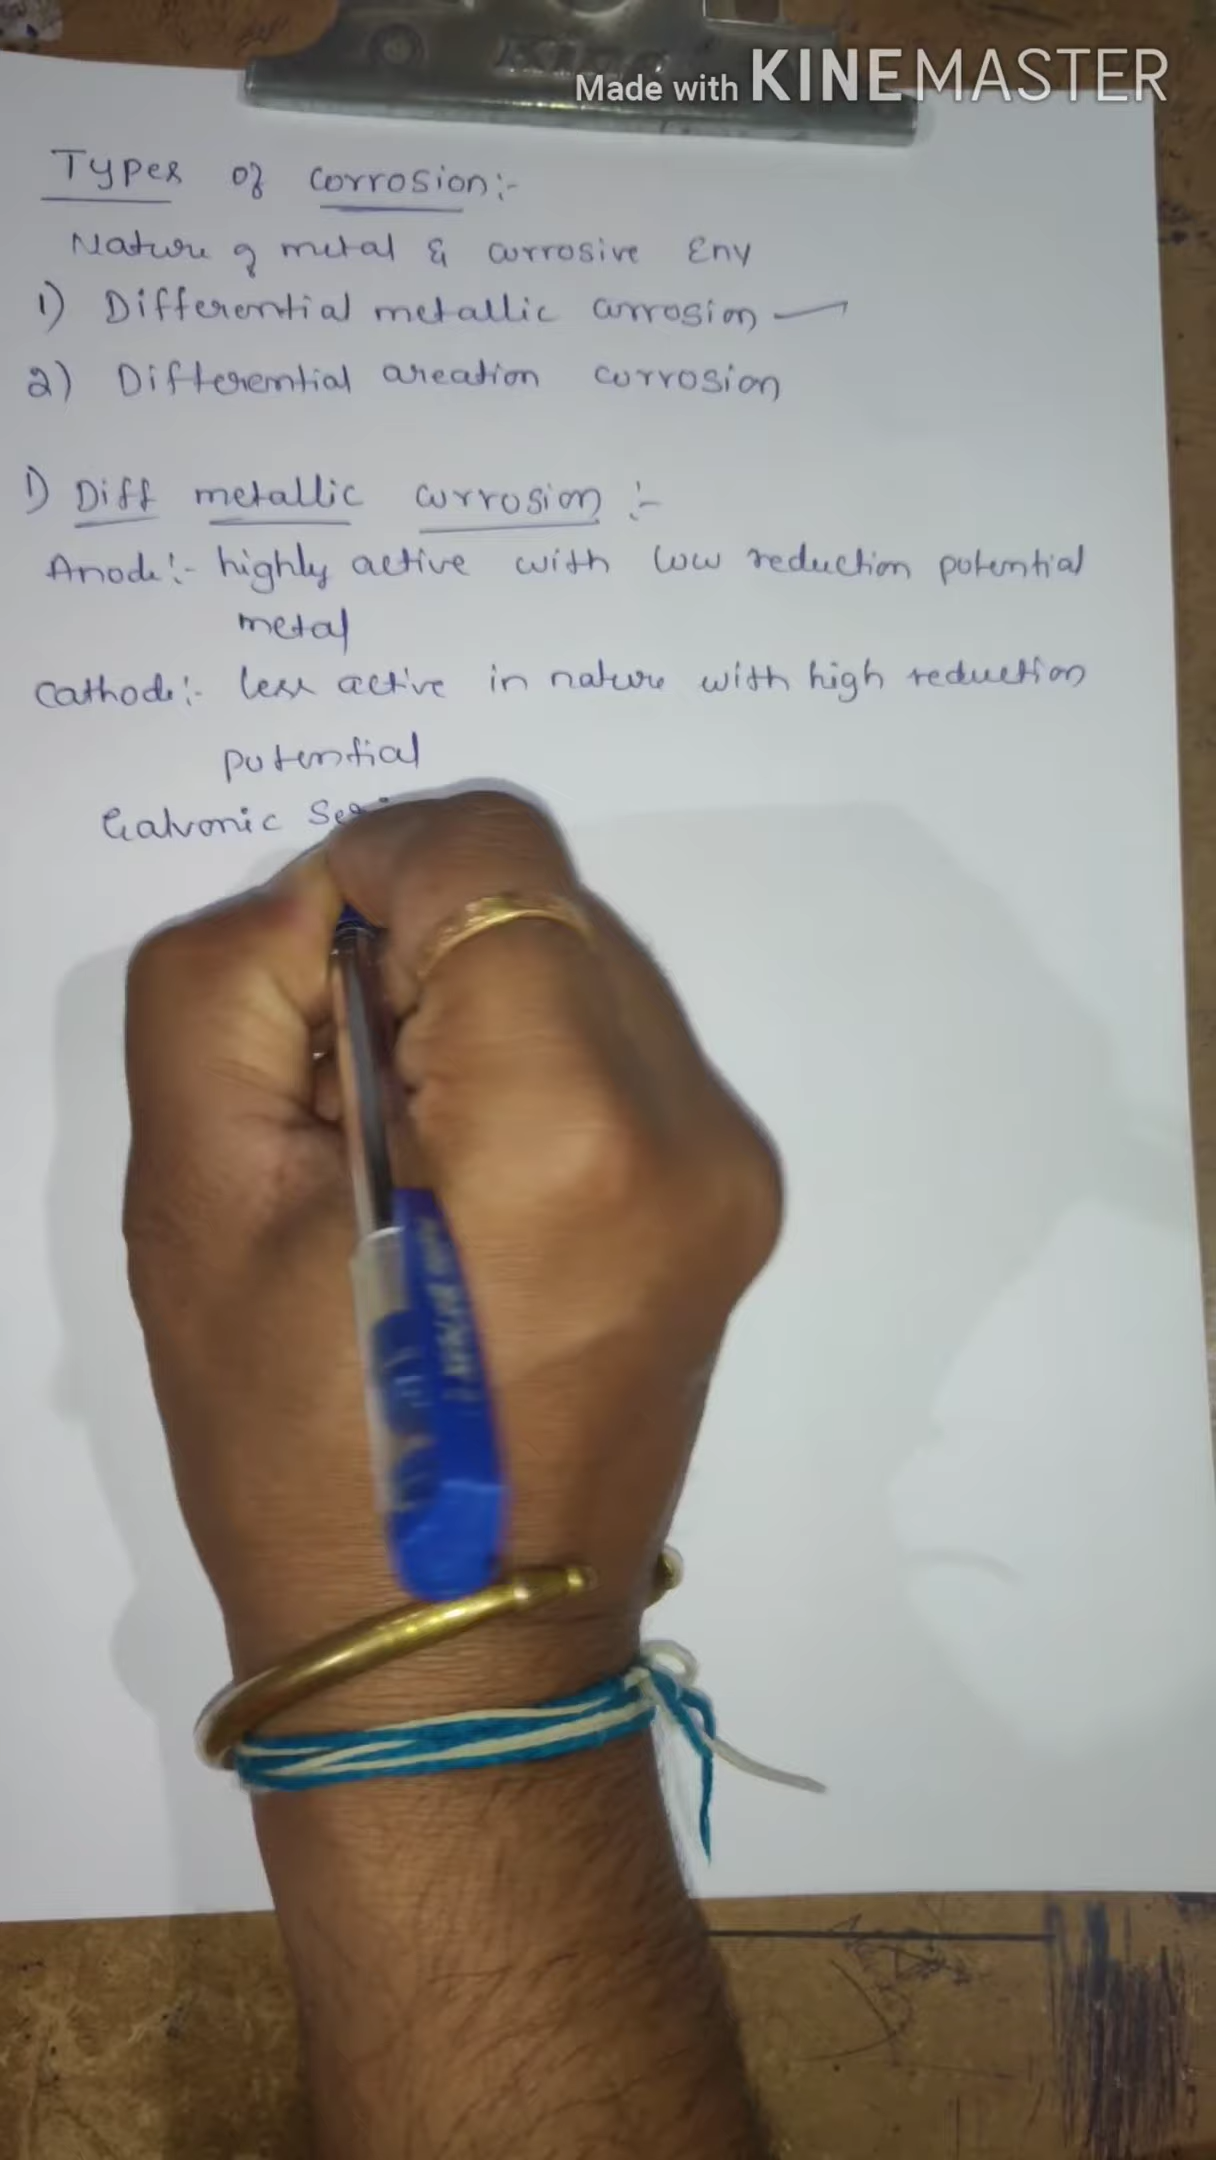 Made with KINEMASTER
Types of corrosion:-
Nature of metal & corrosive Env
1) Differential metallic corrosion —
2) Differential areation corrosion
1) Diff metallic corrosion :-
Anode:- highly active with low reduction potential
metal
Cathode:- less active in nature with high reduction
potential
Galvonic